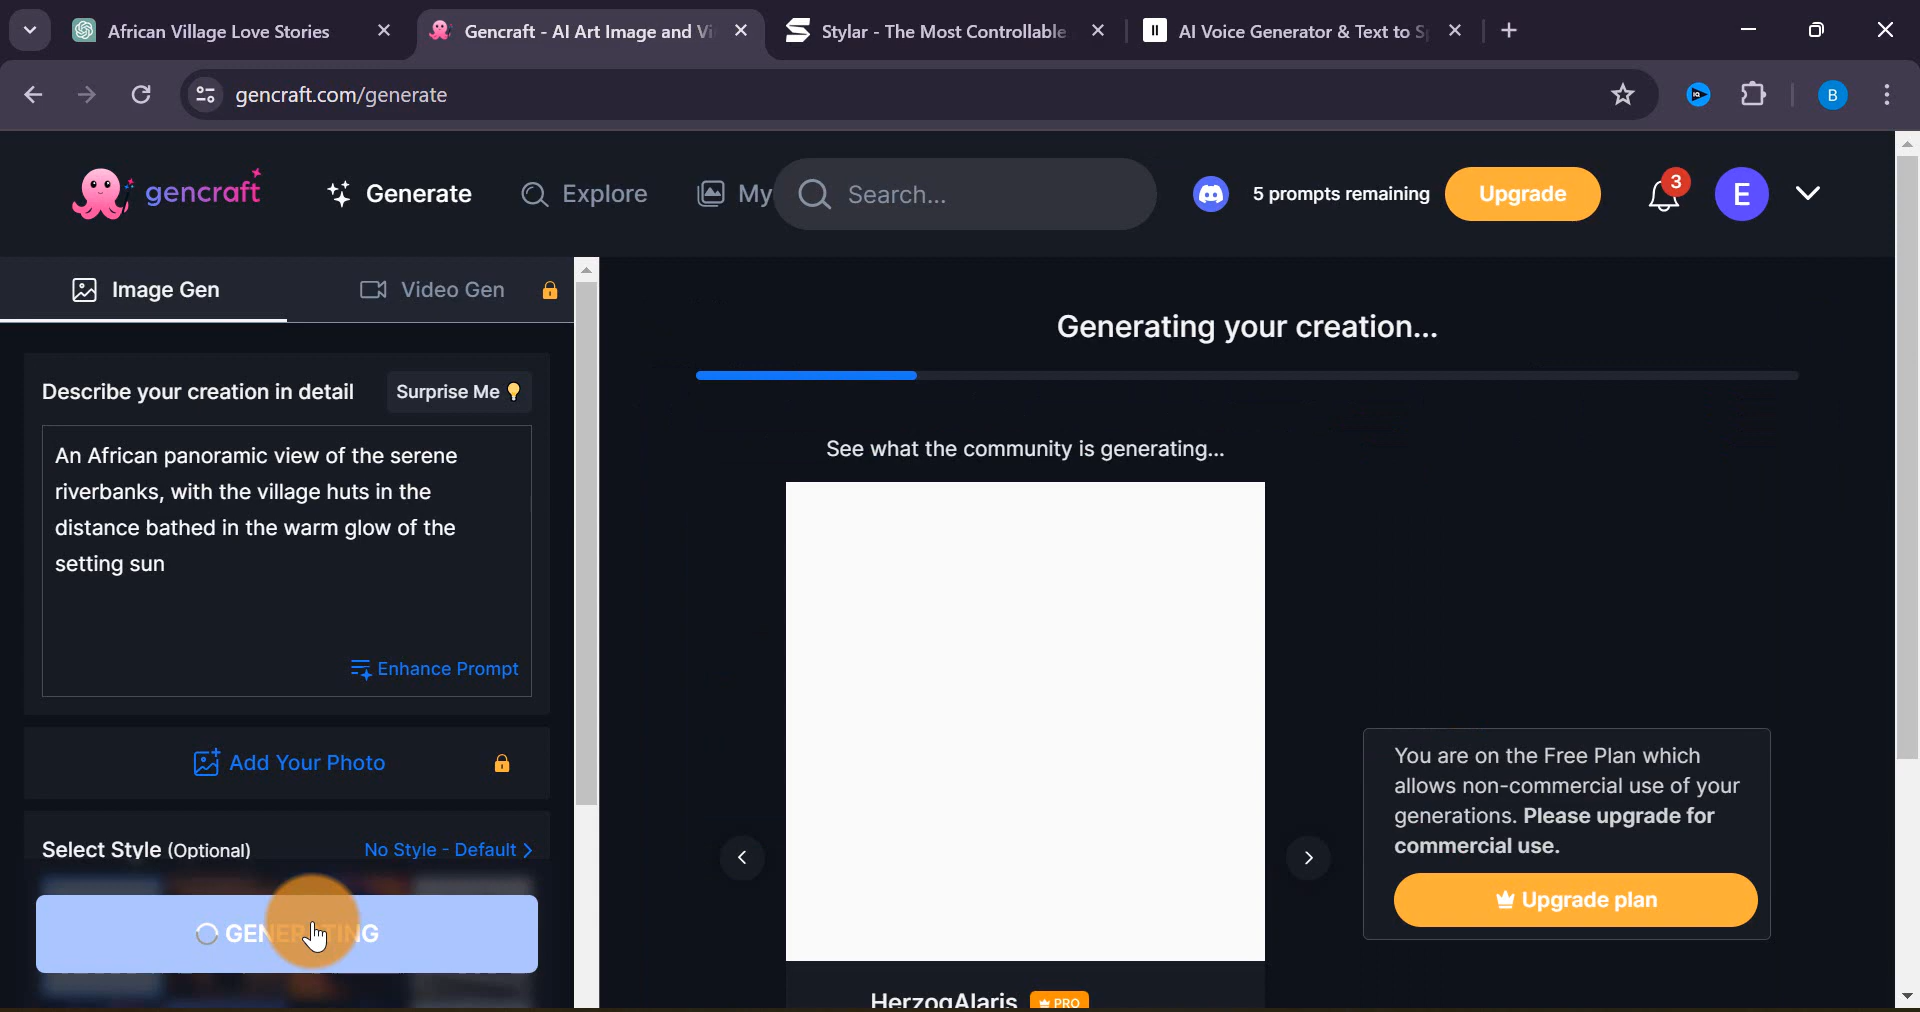 African Village Love Stories
Gencraft - AI Art Image and Vi
Stylar - The Most Controllable
AI Voice Generator & Text to S
gencraft.com/generate
B
gencraft
Generate
Explore
My
Search...
5 prompts remaining
Upgrade
3
E
Image Gen
Video Gen
Describe your creation in detail
Surprise Me
An African panoramic view of the serene
riverbanks, with the village huts in the
distance bathed in the warm glow of the
setting sun
Enhance Prompt
Add Your Photo
Select Style (Optional)
No Style - Default >
GENERATING
Generating your creation...
See what the community is generating...
HerzogAlaris
PRO
You are on the Free Plan which
allows non-commercial use of your
generations. Please upgrade for
commercial use.
Upgrade plan